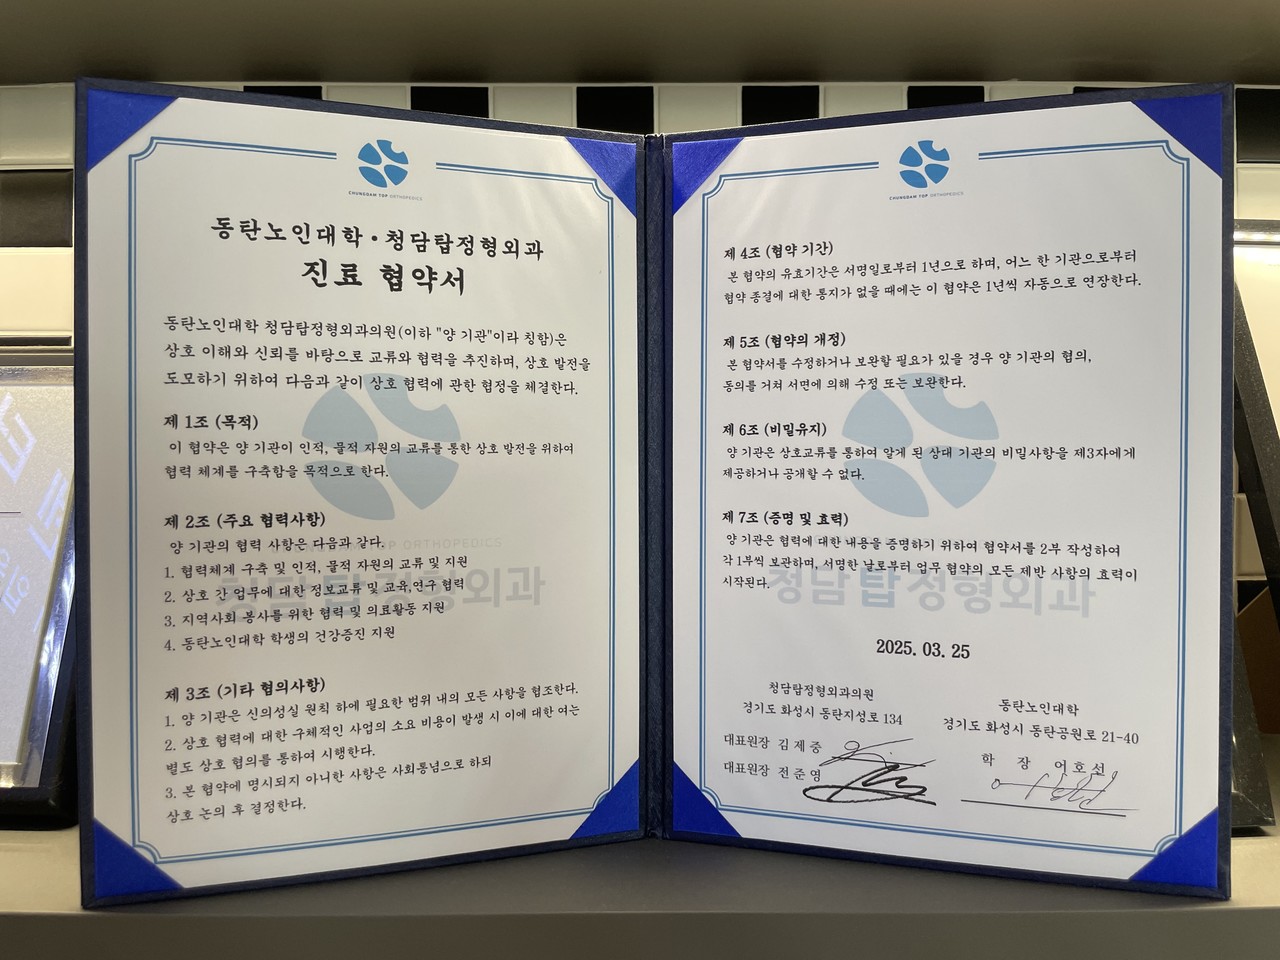 CHUNGDAM TOP ORTHOPEDICS
동탄노인대학·청담탑정형외과
진료 협약서
동탄노인대학 청담탑정형외과의원(이하 "양 기관"이라 칭함)은
상호 이해와 신뢰를 바탕으로 교류와 협력을 추진하며, 상호 발전을
도모하기 위하여 다음과 같이 상호 협력에 관한 협정을 체결한다.
제 1조 (목적)
이 협약은 양 기관이 인적, 물적 자원의 교류를 통한 상호 발전을 위하여
협력 체계를 구축함을 목적으로 한다.
제 2조 (주요 협력사항)
양 기관의 협력 사항은 다음과 같다.
1. 협력체계 구축 및 인적, 물적 자원의 교류 및 지원
2. 상호 간 업무에 대한 정보교류 및 교육,연구 협력
3. 지역사회 봉사를 위한 협력 및 의료활동 지원
4. 동탄노인대학 학생의 건강증진 지원
제 3조 (기타 협의사항)
1. 양 기관은 신의성실 원칙 하에 필요한 범위 내의 모든 사항을 협조한다.
2. 상호 협력에 대한 구체적인 사업의 소요 비용이 발생 시 이에 대한 여는
별도 상호 협의를 통하여 시행한다.
3. 본 협약에 명시되지 아니한 사항은 사회통념으로 하되
상호 논의 후 결정한다.
CHUNGDAM TOP ORTHOPEDICS
청담탑정형외과
CHUNGDAM TOP ORTHOPEDICS
제 4조 (협약 기간)
본 협약의 유효기간은 서명일로부터 1년으로 하며, 어느 한 기관으로부터
협약 종결에 대한 통지가 없을 때에는 이 협약은 1년씩 자동으로 연장한다.
제 5조 (협약의 개정)
본 협약서를 수정하거나 보완할 필요가 있을 경우 양 기관의 협의,
동의를 거쳐 서면에 의해 수정 또는 보완한다.
제 6조 (비밀유지)
양 기관은 상호교류를 통하여 알게 된 상대 기관의 비밀사항을 제3자에게
제공하거나 공개할 수 없다.
제 7조 (증명 및 효력)
양 기관은 협력에 대한 내용을 증명하기 위하여 협약서를 2부 작성하여
각 1부씩 보관하며, 서명한 날로부터 업무 협약의 모든 제반 사항의 효력이
시작된다.
청담탑정형외과
2025. 03. 25
청담탑정형외과의원
경기도 화성시 동탄지성로 134
대표원장 김제중
대표원장 전준영
동탄노인대학
경기도 화성시 동탄공원로 21-40
학 장 어호선